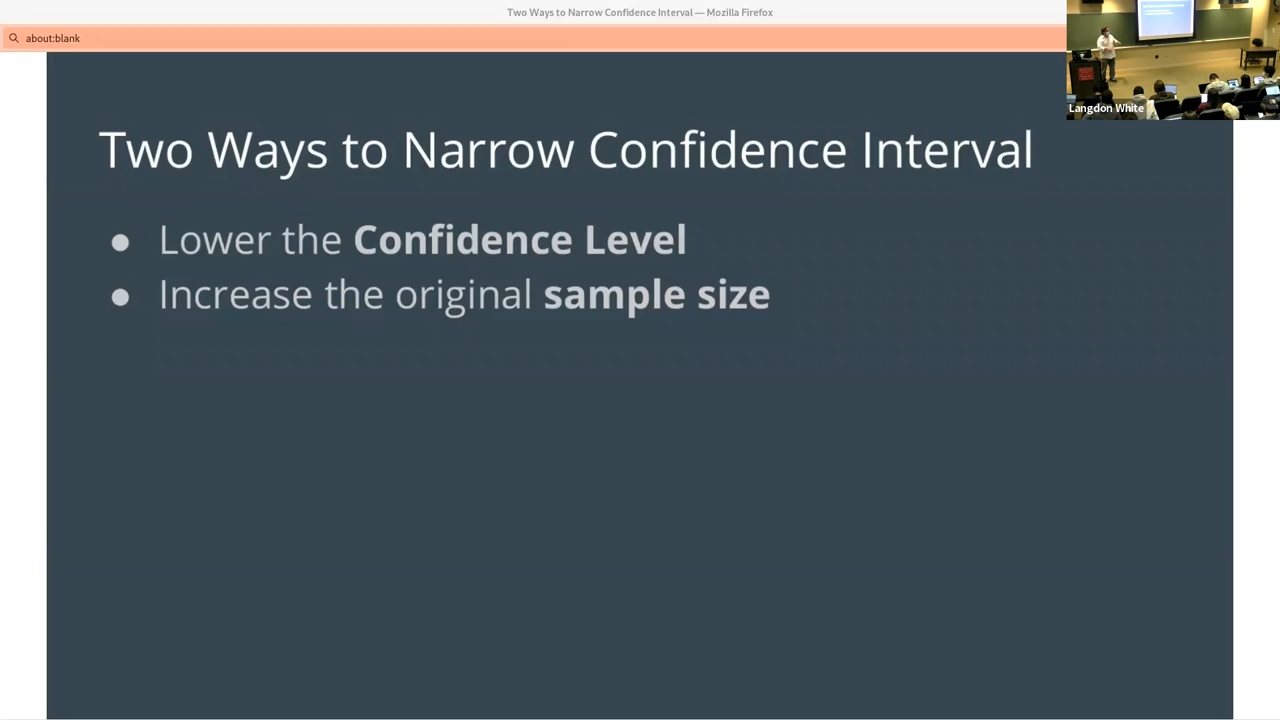 Two Ways to Narrow Confidence Interval — Mozilla Firefox
about:blank
Langdon White
Two Ways to Narrow Confidence Interval
● Lower the Confidence Level
● Increase the original sample size